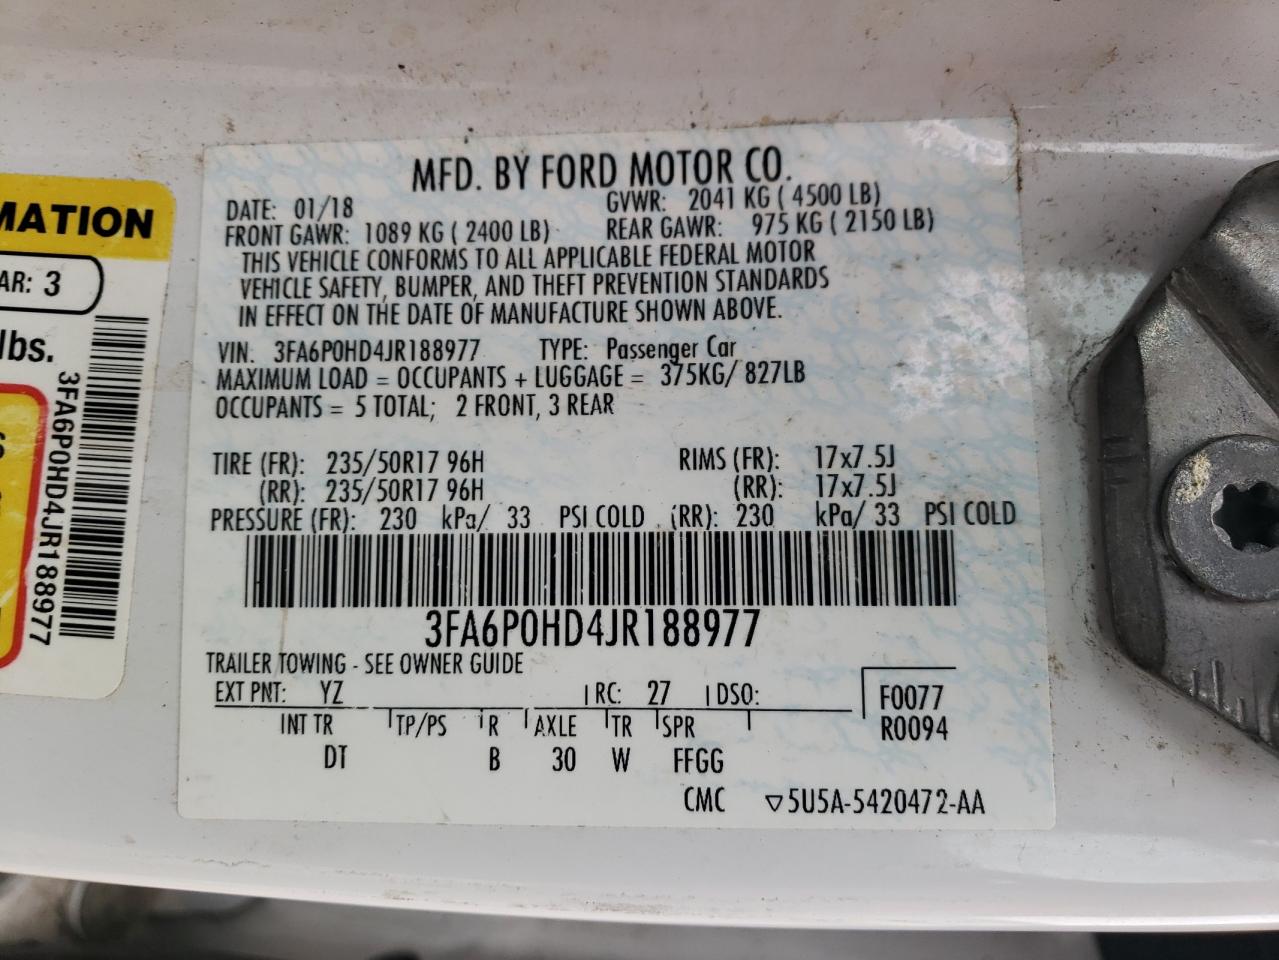 MATION
AR: 3
lbs.
3FA6P0HD4JR188977
MFD. BY FORD MOTOR CO.
DATE: 01/18 GVWR: 2041 KG ( 4500 LB)
FRONT GAWR: 1089 KG ( 2400 LB) REAR GAWR: 975 KG ( 2150 LB)
THIS VEHICLE CONFORMS TO ALL APPLICABLE FEDERAL MOTOR
VEHICLE SAFETY, BUMPER, AND THEFT PREVENTION STANDARDS
IN EFFECT ON THE DATE OF MANUFACTURE SHOWN ABOVE.
VIN: 3FA6P0HD4JR188977 TYPE: Passenger Car
MAXIMUM LOAD = OCCUPANTS + LUGGAGE = 375KG/ 827LB
OCCUPANTS = 5 TOTAL; 2 FRONT, 3 REAR
TIRE (FR): 235/50R17 96H RIMS (FR): 17x7.5J
(RR): 235/50R17 96H (RR): 17x7.5J
PRESSURE (FR): 230 kPa/ 33 PSI COLD (RR): 230 kPa/ 33 PSI COLD
3FA6P0HD4JR188977
TRAILER TOWING - SEE OWNER GUIDE
EXT PNT: YZ RC: 27 DSO: F0077
INT TR TP/PS R AXLE TR SPR R0094
DT B 30 W FFGG
CMC ▽5U5A-5420472-AA